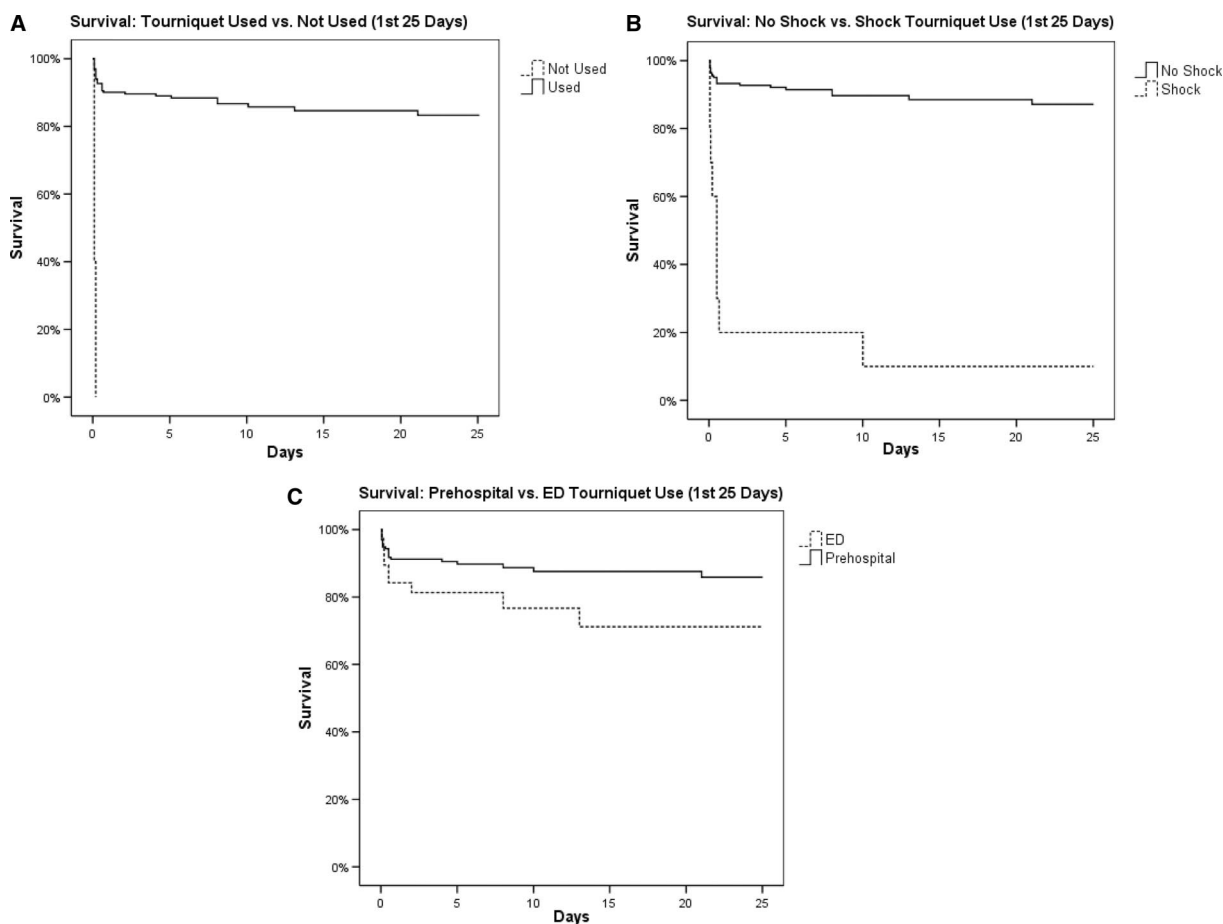 A
Survival: Tourniquet Used vs. Not Used (1st 25 Days)
Not Used
Used
100%
80%
60%
40%
20%
0%
Survival
0 5 10 15 20 25
Days
B
Survival: No Shock vs. Shock Tourniquet Use (1st 25 Days)
No Shock
Shock
100%
80%
60%
40%
20%
0%
Survival
0 5 10 15 20 25
Days
C
Survival: Prehospital vs. ED Tourniquet Use (1st 25 Days)
ED
Prehospital
100%
80%
60%
40%
20%
0%
Survival
0 5 10 15 20 25
Days